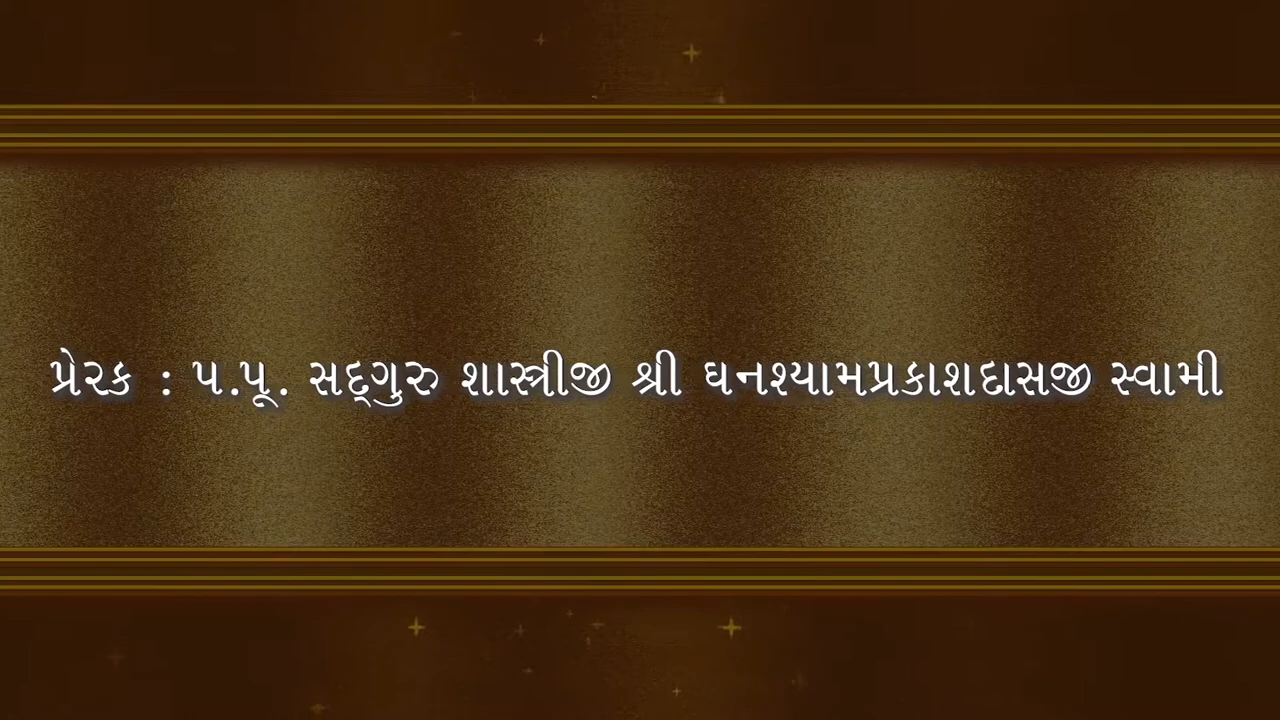 પ્રેરક : પ.પૂ. સદ્‌ગુરુ શાસ્ત્રીજી શ્રી ઘનશ્યામપ્રકાશદાસજી સ્વામી